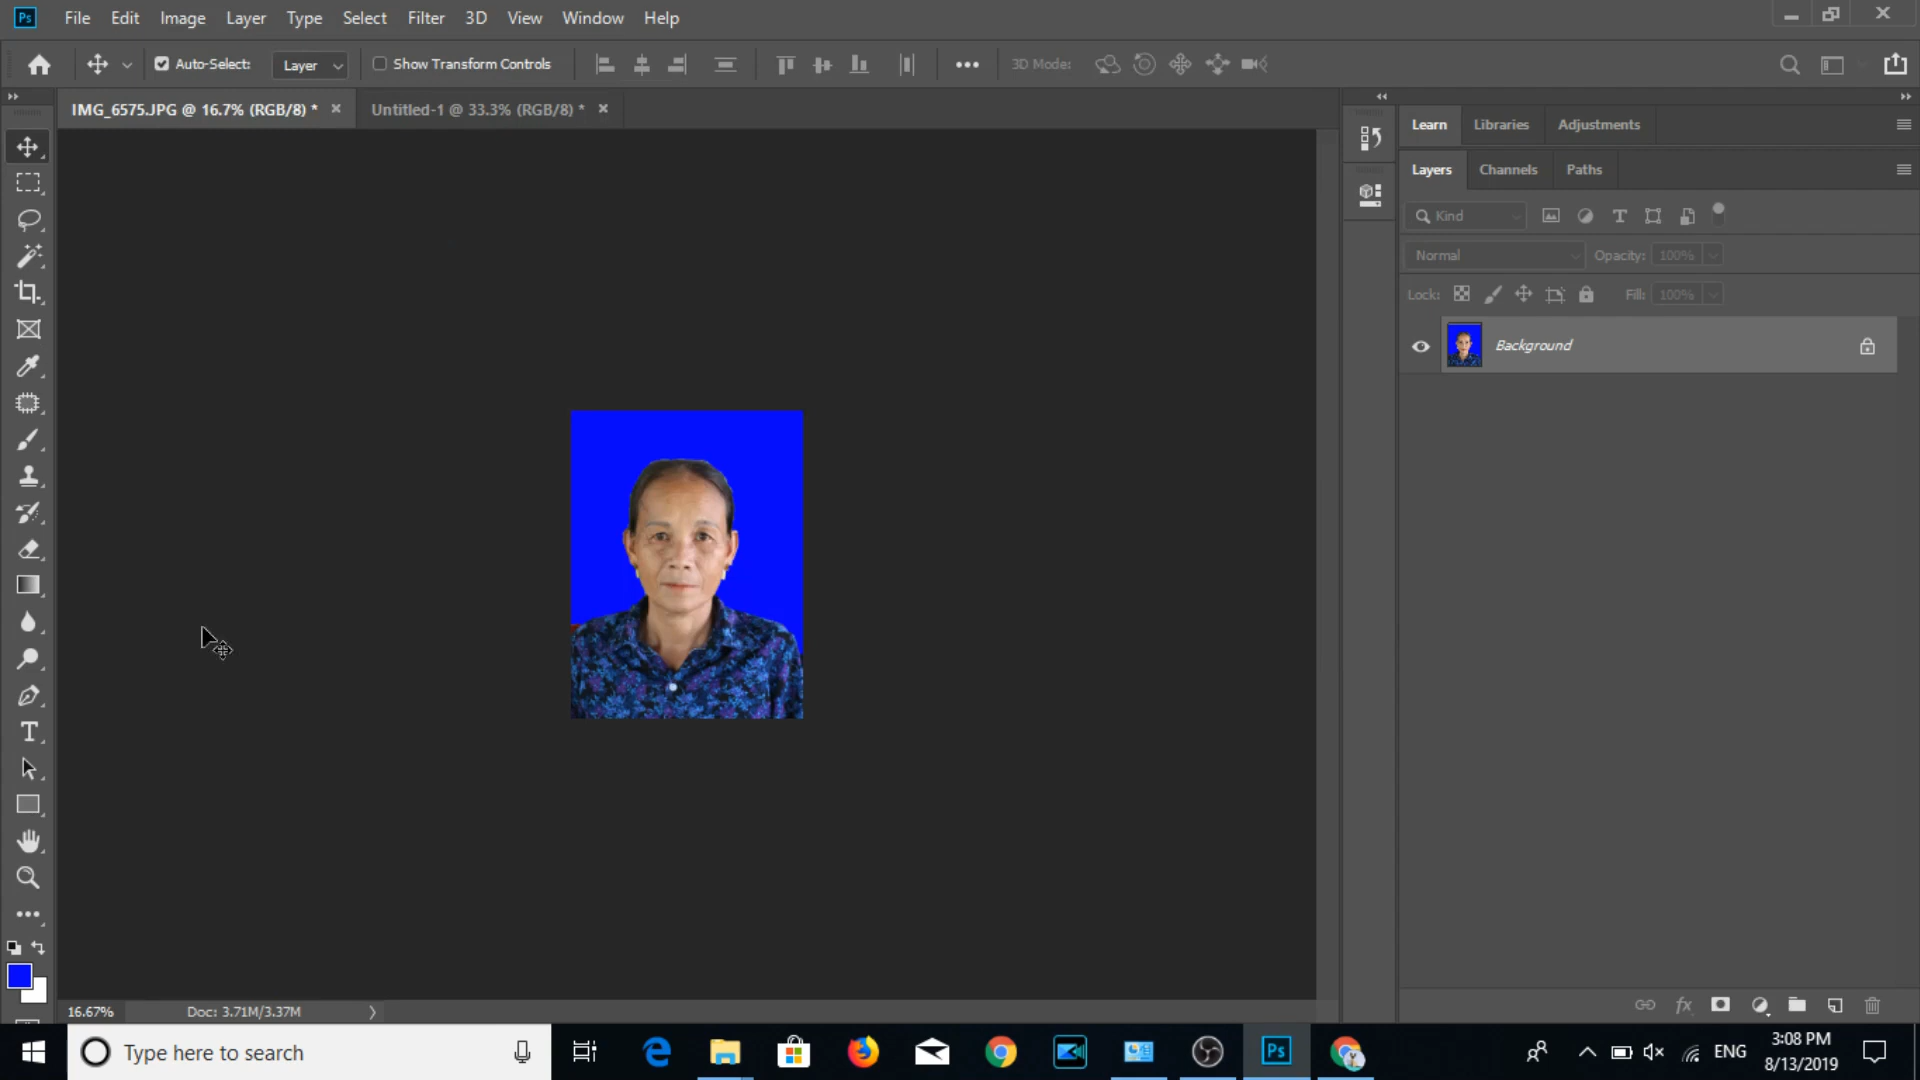 Ps File Edit Image Layer Type Select Filter 3D View Window Help
Auto-Select: Layer Show Transform Controls 3D Mode:
IMG_6575.JPG @ 16.7% (RGB/8) * Untitled-1 @ 33.3% (RGB/8) *
Learn Libraries Adjustments
Layers Channels Paths
Kind
Normal Opacity: 100%
Lock: Fill: 100%
Background
16.67% Doc: 3.71M/3.37M
Type here to search
Ps
ENG
3:08 PM
8/13/2019